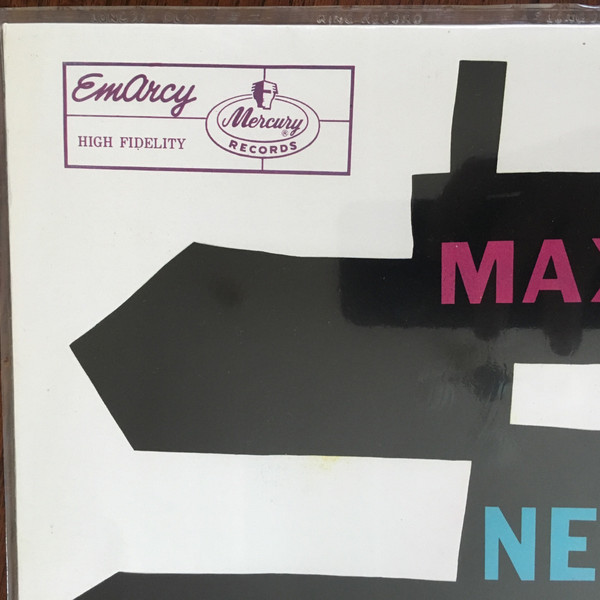 EmArcy
Mercury®
RECORDS
HIGH FIDELITY
MAX
NE